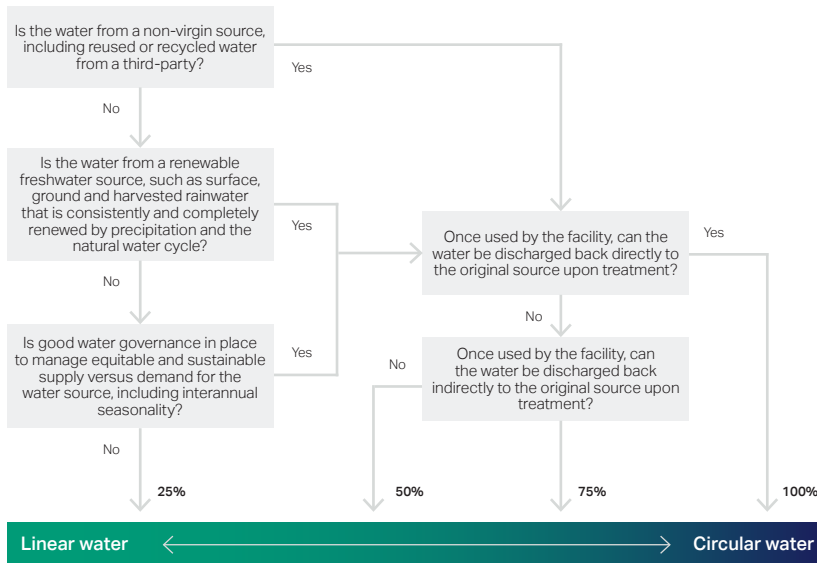 Is the water from a non-virgin source,
including reused or recycled water
from a third-party?
Yes
No
Is the water from a renewable
freshwater source, such as surface,
ground and harvested rainwater
that is consistently and completely
renewed by precipitation and the
natural water cycle?
Yes
No
Is good water governance in place
to manage equitable and sustainable
supply versus demand for the
water source, including interannual
seasonality?
Yes
No
Once used by the facility, can the
water be discharged back directly to
the original source upon treatment?
Yes
No
Once used by the facility, can
the water be discharged back
indirectly to the original source upon
treatment?
No
25%
50%
75%
100%
Linear water
Circular water